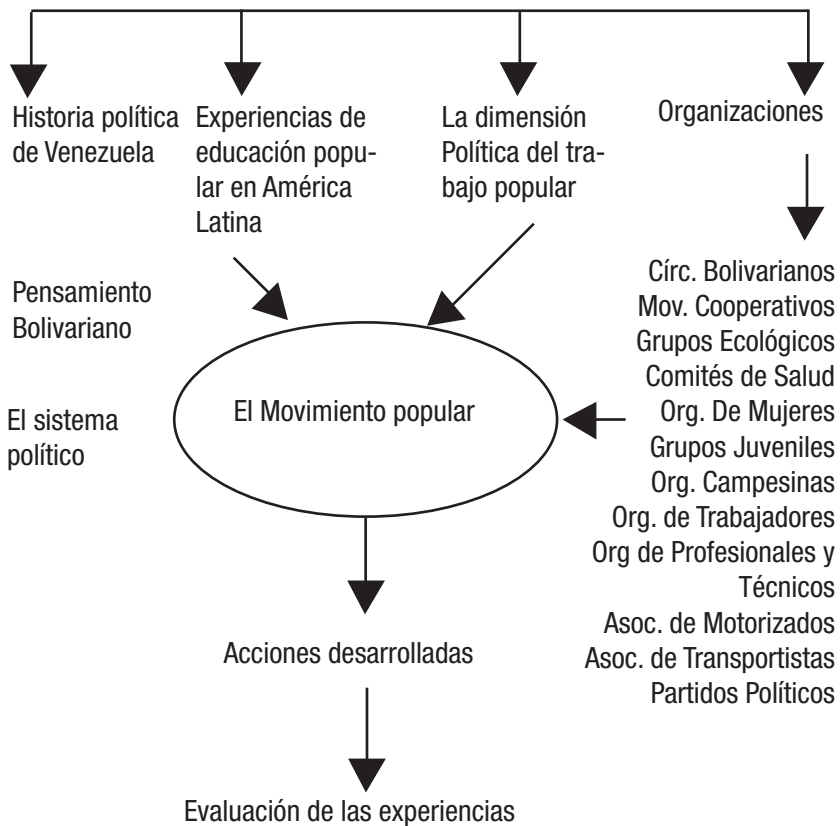 Historia política
de Venezuela
Experiencias de
educación popu-
lar en América
Latina
La dimensión
Política del tra-
bajo popular
Organizaciones
Pensamiento
Bolivariano
El sistema
político
El Movimiento popular
Círc. Bolivarianos
Mov. Cooperativos
Grupos Ecológicos
Comités de Salud
Org. De Mujeres
Grupos Juveniles
Org. Campesinas
Org. de Trabajadores
Org de Profesionales y
Técnicos
Asoc. de Motorizados
Asoc. de Transportistas
Partidos Políticos
Acciones desarrolladas
Evaluación de las experiencias